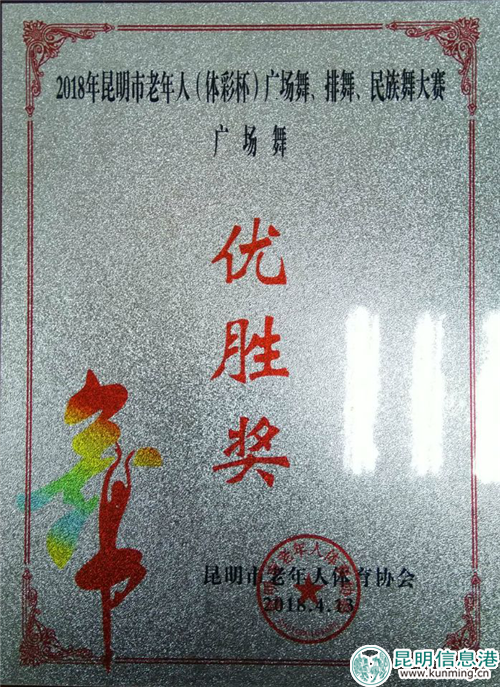 2018年昆明市老年人(体彩杯)广场舞、排舞、民族舞大赛
广场舞
优
胜
奖
昆明市老年人体育协会
2018.4.13
昆明信息港
www.kunming.cn